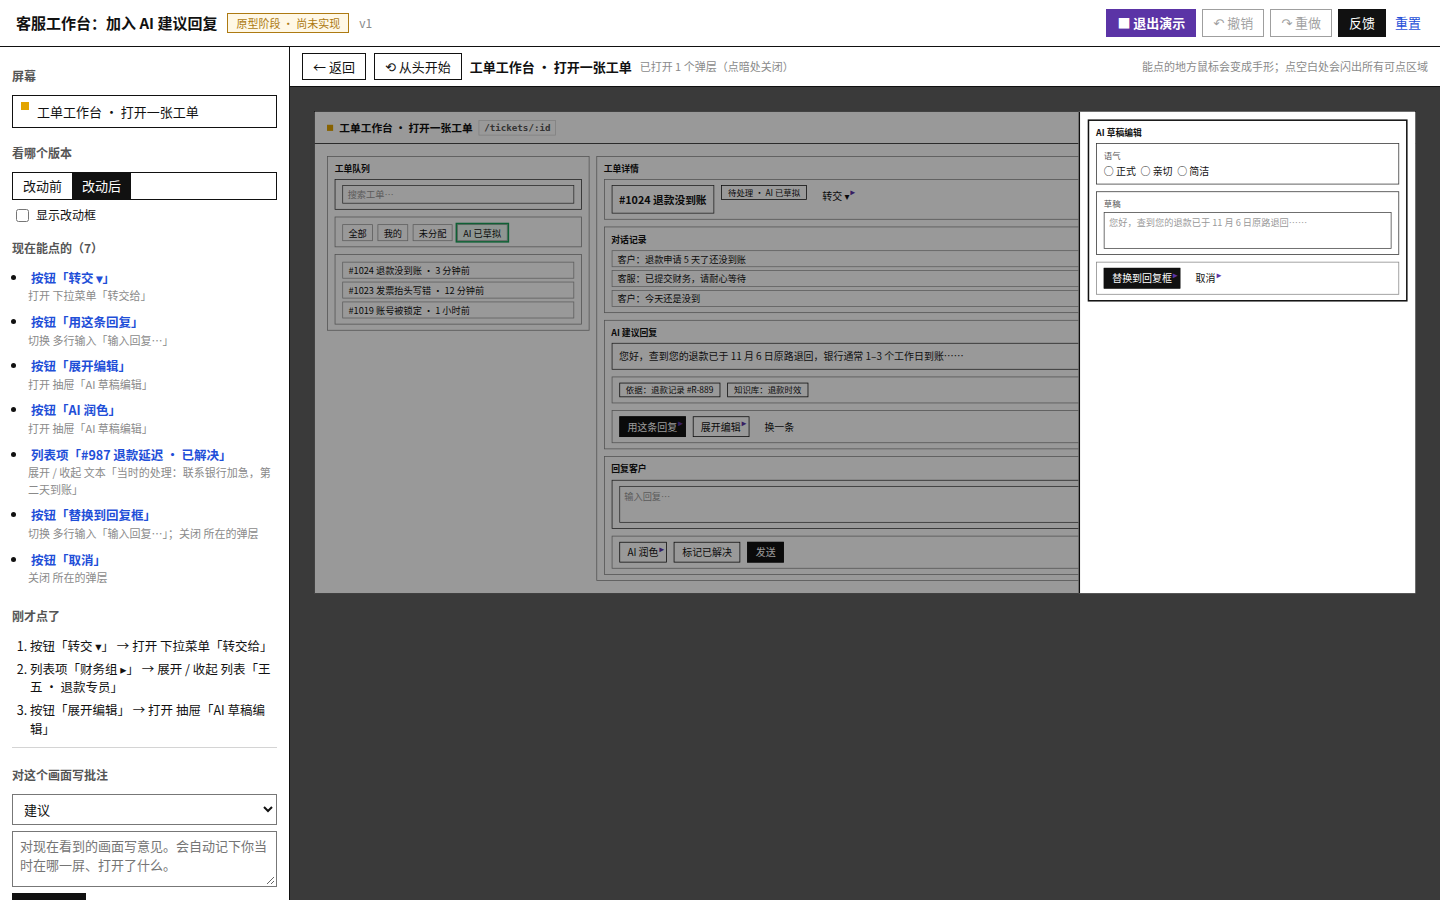 客服工作台：加入 AI 建议回复
原型阶段 · 尚未实现
v1
■ 退出演示
↶ 撤销
↷ 重做
反馈
重置
屏幕
工单工作台 · 打开一张工单
看哪个版本
改动前
改动后
显示改动框
现在能点的（7）
按钮「转交 ▾」
打开 下拉菜单「转交给」
按钮「用这条回复」
切换 多行输入「输入回复…」
按钮「展开编辑」
打开 抽屉「AI 草稿编辑」
按钮「AI 润色」
打开 抽屉「AI 草稿编辑」
列表项「#987 退款延迟 · 已解决」
展开 / 收起 文本「当时的处理：联系银行加急，第
二天到账」
按钮「替换到回复框」
切换 多行输入「输入回复…」；关闭 所在的弹层
按钮「取消」
关闭 所在的弹层
刚才点了
1. 按钮「转交 ▾」 → 打开 下拉菜单「转交给」
2. 列表项「财务组 ▸」 → 展开 / 收起 列表「王
五 · 退款专员」
3. 按钮「展开编辑」 → 打开 抽屉「AI 草稿编
辑」
对这个画面写批注
建议
对现在看到的画面写意见。会自动记下你当
时在哪一屏、打开了什么。
← 返回
⟲ 从头开始
工单工作台 · 打开一张工单
已打开 1 个弹层（点暗处关闭）
能点的地方鼠标会变成手形；点空白处会闪出所有可点区域
工单工作台 · 打开一张工单
/tickets/:id
工单队列
搜索工单…
全部
我的
未分配
AI 已草拟
#1024 退款没到账 · 3 分钟前
#1023 发票抬头写错 · 12 分钟前
#1019 账号被锁定 · 1 小时前
工单详情
#1024 退款没到账
待处理 · AI 已草拟
转交 ▾
对话记录
客户：退款申请 5 天了还没到账
客服：已提交财务，请耐心等待
客户：今天还是没到
AI 建议回复
您好，查到您的退款已于 11 月 6 日原路退回，银行通常 1–3 个工作日到账……
依据：退款记录 #R-889
知识库：退款时效
用这条回复
展开编辑
换一条
回复客户
输入回复…
AI 润色
标记已解决
发送
AI 草稿编辑
语气
正式
亲切
简洁
草稿
您好，查到您的退款已于 11 月 6 日原路退回……
替换到回复框
取消